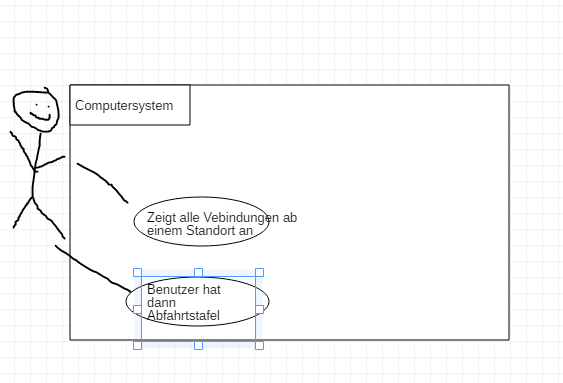 Computersystem
Zeigt alle Vebindungen ab
einem Standort an
Benutzer hat
dann
Abfahrtstafel